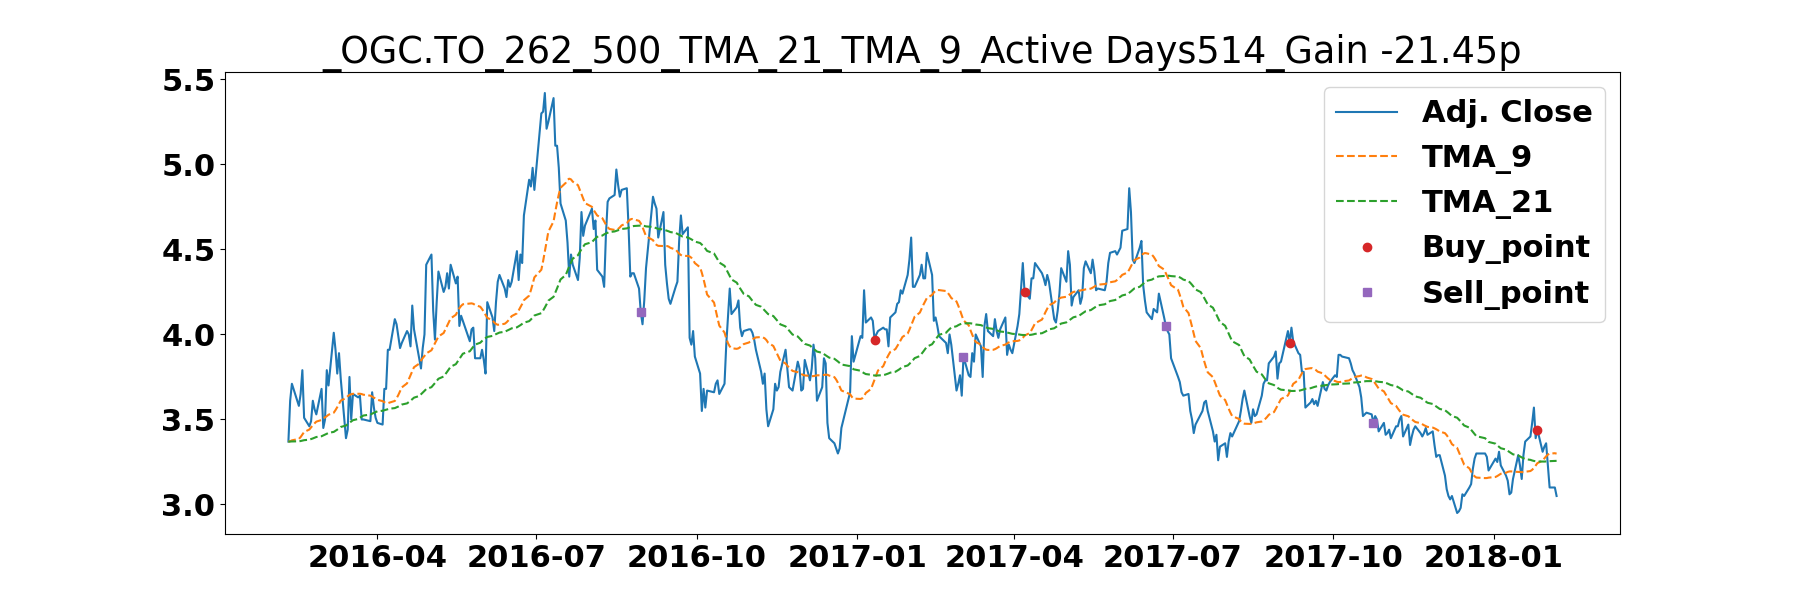 _OGC.TO_262_500_TMA_21_TMA_9_Active Days514_Gain -21.45p
5.5
5.0
4.5
4.0
3.5
3.0
Adj. Close
TMA_9
TMA_21
Buy_point
Sell_point
2016-04 2016-07 2016-10 2017-01 2017-04 2017-07 2017-10 2018-01